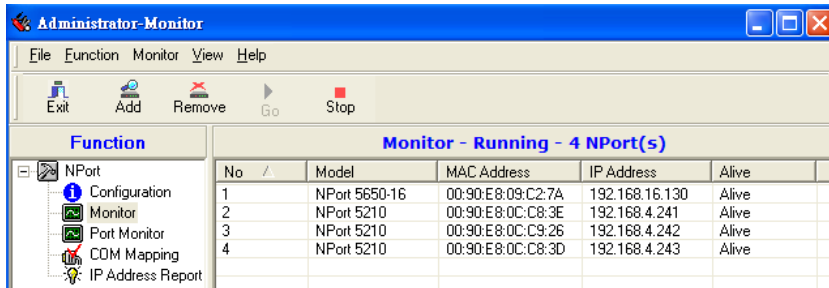 Administrator-Monitor
File Function Monitor View Help
Exit Add Remove Go Stop
Function
Monitor - Running - 4 NPort(s)
NPort
Configuration
Monitor
Port Monitor
COM Mapping
IP Address Report
No Model MAC Address IP Address Alive
1 NPort 5650-16 00:90:E8:09:C2:7A 192.168.16.130 Alive
2 NPort 5210 00:90:E8:0C:C8:3E 192.168.4.241 Alive
3 NPort 5210 00:90:E8:0C:C9:26 192.168.4.242 Alive
4 NPort 5210 00:90:E8:0C:C8:3D 192.168.4.243 Alive